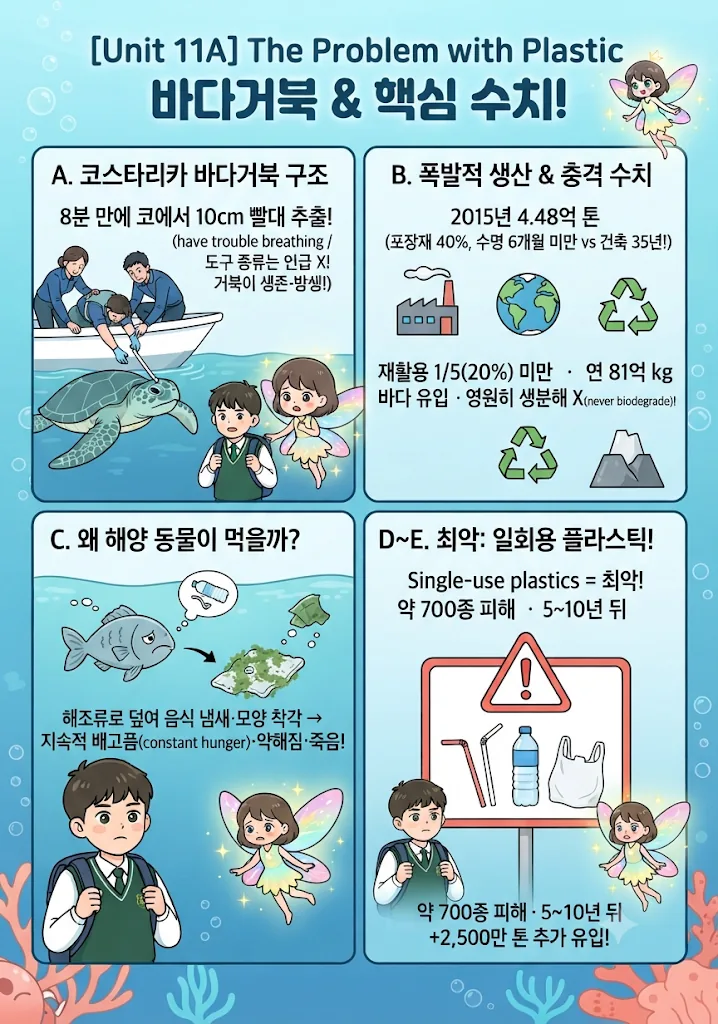 [Unit 11A] The Problem with Plastic
바다거북 & 핵심 수치!
A. 코스타리카 바다거북 구조
8분 만에 코에서 10cm 빨대 추출!
(have trouble breathing /
도구 종류는 인급 X!
거북이 생존-방생!)
B. 폭발적 생산 & 충격 수치
2015년 4.48억 톤
(포장재 40%, 수명 6개월 미만 vs 건축 35년!)
재활용 1/5(20%) 미만 · 연 81억 kg
바다 유입 · 영원히 생분해 X(never biodegrade)!
C. 왜 해양 동물이 먹을까?
해조류로 덮여 음식 냄새·모양 착각 →
지속적 배고픔(constant hunger)·약해짐·죽음!
D~E. 최악: 일회용 플라스틱!
Single-use plastics = 최악!
약 700종 피해 · 5~10년 뒤
약 700종 피해 · 5~10년 뒤
+2,500만 톤 추가 유입!